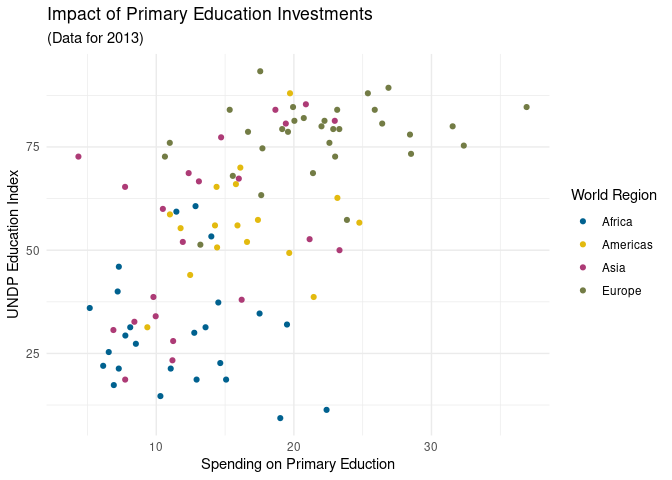 Impact of Primary Education Investments
(Data for 2013)
UNDP Education Index
75
50
25
10
20
30
Spending on Primary Eduction
World Region
Africa
Americas
Asia
Europe